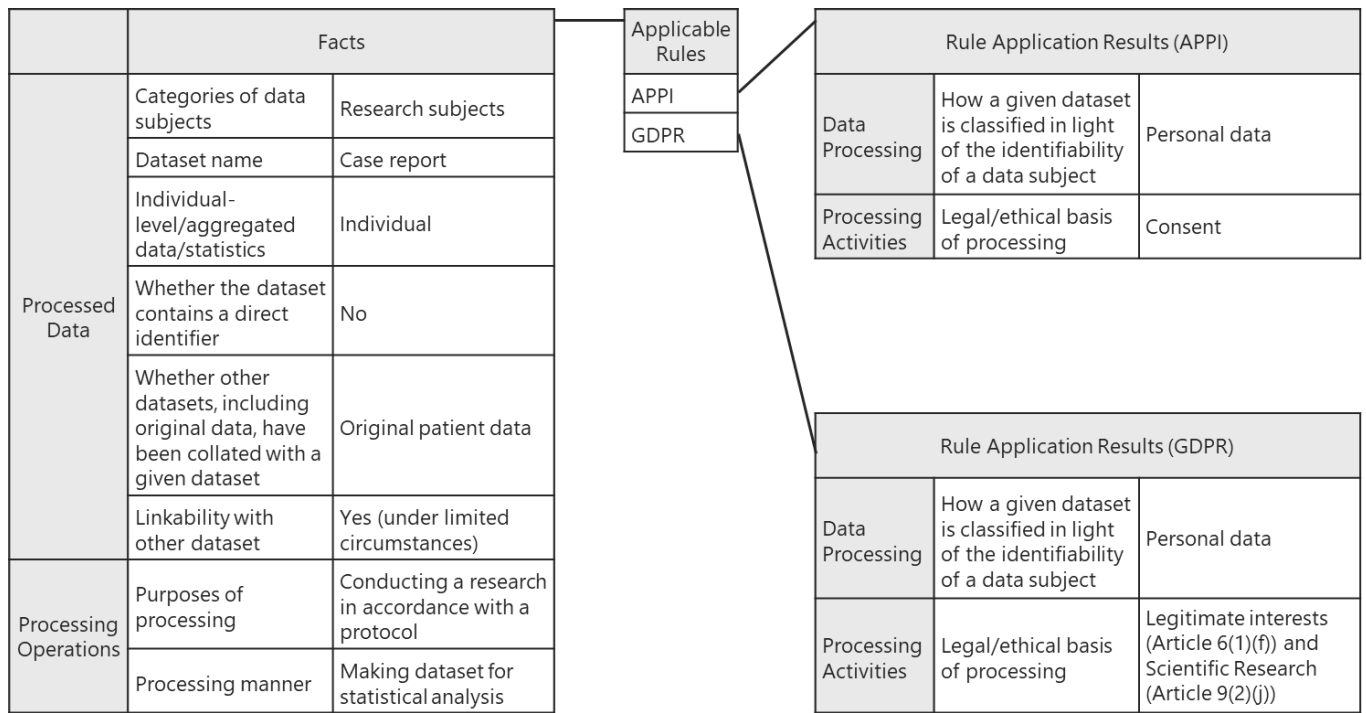 Facts
Processed
Data
Categories of data
subjects
Research subjects
Dataset name
Case report
Individual-
level/aggregated
data/statistics
Individual
Whether the dataset
contains a direct
identifier
No
Whether other
datasets, including
original data, have
been collated with a
given dataset
Original patient data
Linkability with
other dataset
Yes (under limited
circumstances)
Processing
Operations
Purposes of
processing
Conducting a research
in accordance with a
protocol
Processing manner
Making dataset for
statistical analysis
Applicable
Rules
APPI
GDPR
Rule Application Results (APPI)
Data
Processing
How a given dataset
is classified in light
of the identifiability
of a data subject
Personal data
Processing
Activities
Legal/ethical basis
of processing
Consent
Rule Application Results (GDPR)
Data
Processing
How a given dataset
is classified in light
of the identifiability
of a data subject
Personal data
Processing
Activities
Legal/ethical basis
of processing
Legitimate interests
(Article 6(1)(f)) and
Scientific Research
(Article 9(2)(j))